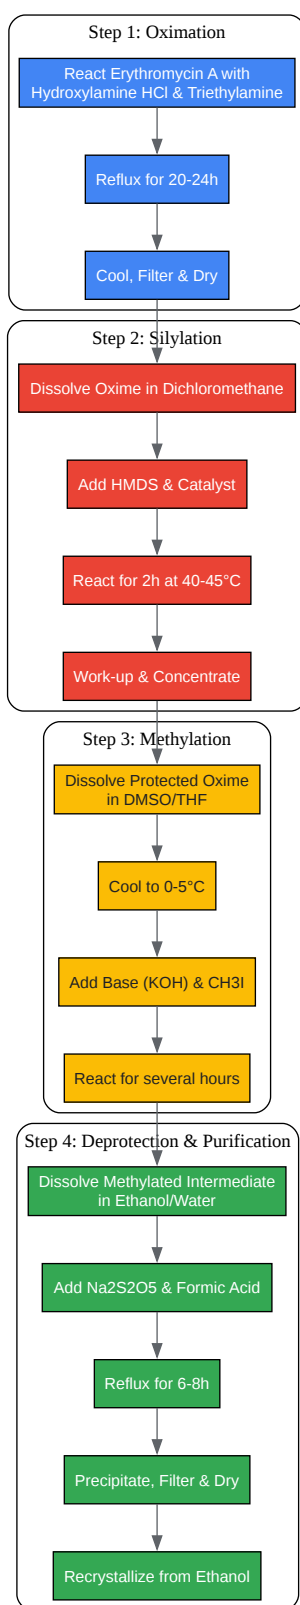 Step 1: Oximation
React Erythromycin A with
Hydroxylamine HCl & Triethylamine
Reflux for 20-24h
Cool, Filter & Dry
Step 2: Silylation
Dissolve Oxime in Dichloromethane
Add HMDS & Catalyst
React for 2h at 40-45°C
Work-up & Concentrate
Step 3: Methylation
Dissolve Protected Oxime
in DMSO/THF
Cool to 0-5°C
Add Base (KOH) & CH3I
React for several hours
Step 4: Deprotection & Purification
Dissolve Methylated Intermediate
in Ethanol/Water
Add Na2S2O5 & Formic Acid
Reflux for 6-8h
Precipitate, Filter & Dry
Recrystallize from Ethanol